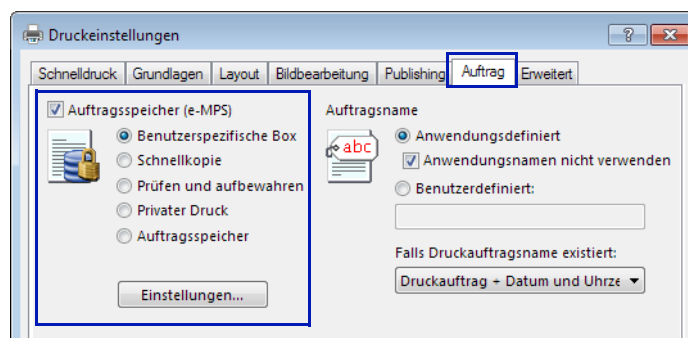 Druckeinstellungen
Schnelldruck Grundlagen Layout Bildbearbeitung Publishing Auftrag Erweitert
Auftragsspeicher (e-MPS)
Benutzerspezifische Box
Schnellkopie
Prüfen und aufbewahren
Privater Druck
Auftragsspeicher
Einstellungen...
Auftragsname
abc
Anwendungsdefiniert
Anwendungsnamen nicht verwenden
Benutzerdefiniert:
Falls Druckauftragsname existiert:
Druckauftrag + Datum und Uhrze